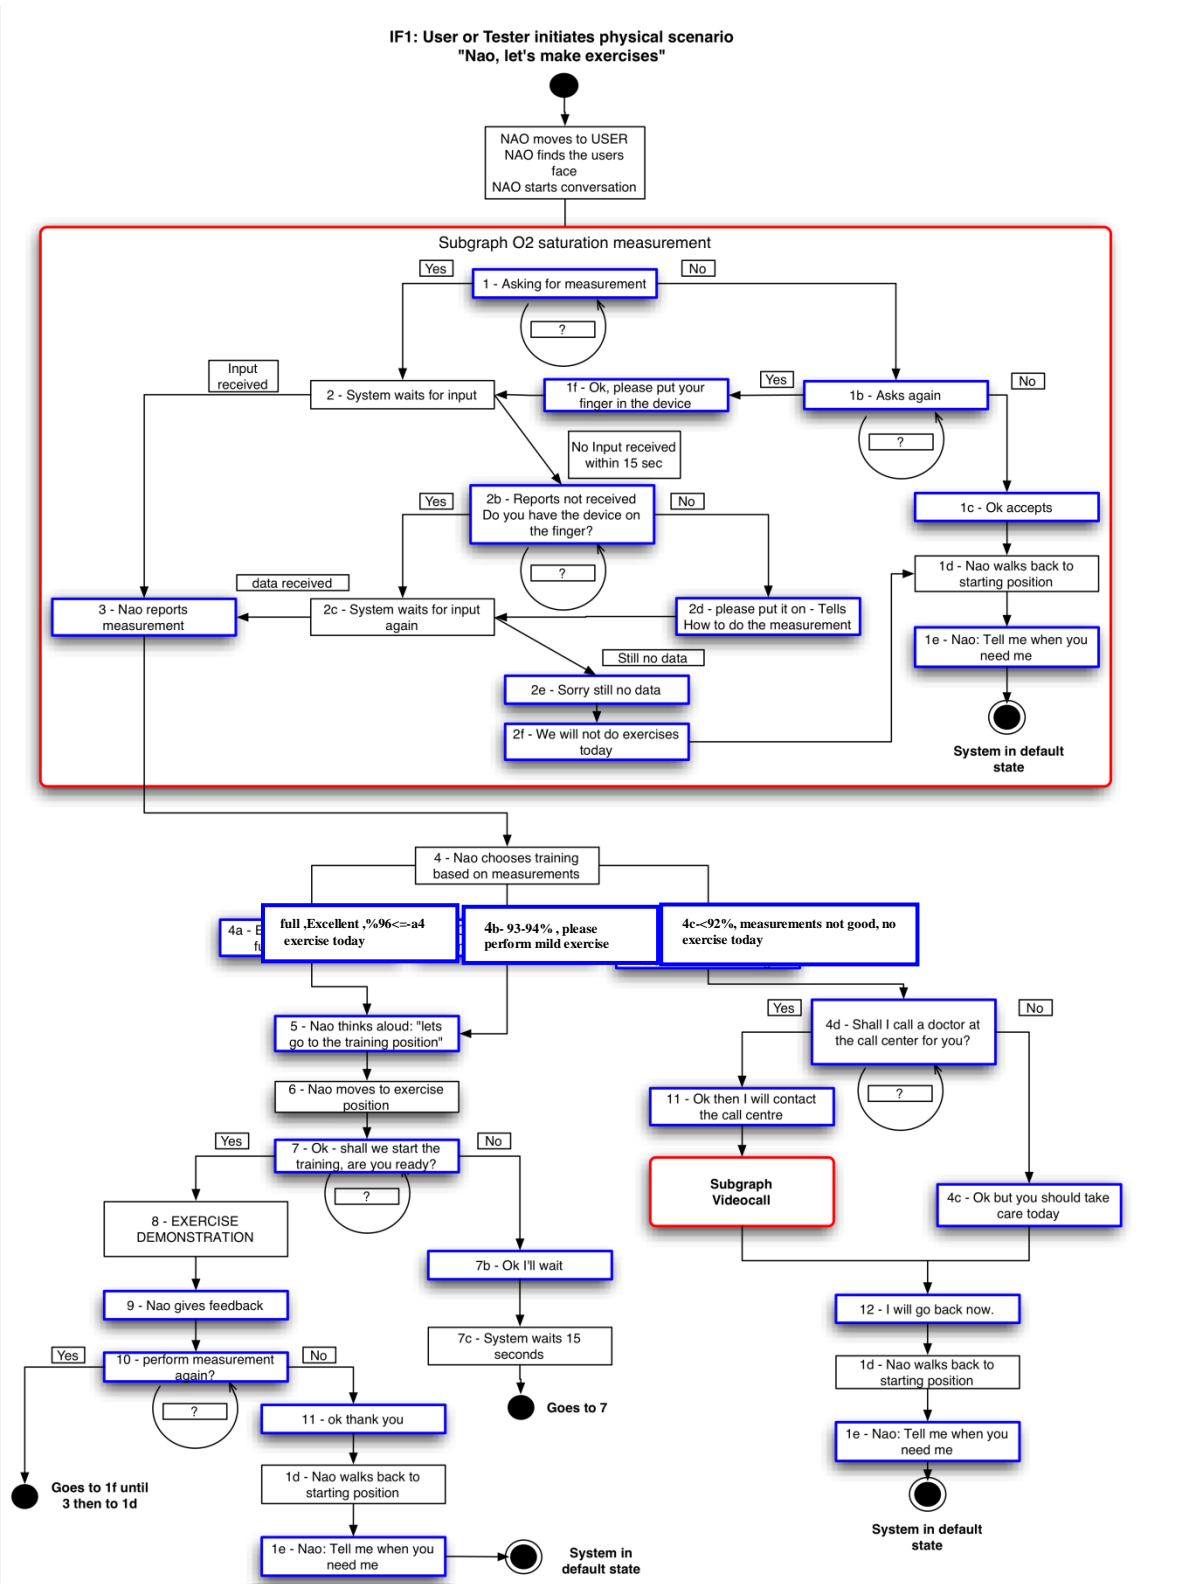 IF1: User or Tester initiates physical scenario
"Nao, let's make exercises"
NAO moves to USER
NAO finds the users
face
NAO starts conversation
Subgraph O2 saturation measurement
Yes
No
1 - Asking for measurement
?
Input
received
2 - System waits for input
1f - Ok, please put your
finger in the device
Yes
1b - Asks again
No
?
No Input received
within 15 sec
Yes
2b - Reports not received
Do you have the device on
the finger?
No
?
1c - Ok accepts
1d - Nao walks back to
starting position
data received
3 - Nao reports
measurement
2c - System waits for input
again
2d - please put it on - Tells
How to do the measurement
1e - Nao: Tell me when you
need me
Still no data
2e - Sorry still no data
2f - We will not do exercises
today
System in default
state
4 - Nao chooses training
based on measurements
4a - E
full ,Excellent ,%96<=-a4
exercise today
4b- 93-94% , please
perform mild exercise
4c-<92%, measurements not good, no
exercise today
5 - Nao thinks aloud: "lets
go to the training position"
Yes
4d - Shall I call a doctor at
the call center for you?
No
?
6 - Nao moves to exercise
position
11 - Ok then I will contact
the call centre
Yes
7 - Ok - shall we start the
training, are you ready?
No
?
Subgraph
Videocall
4c - Ok but you should take
care today
8 - EXERCISE
DEMONSTRATION
7b - Ok I'll wait
9 - Nao gives feedback
12 - I will go back now.
7c - System waits 15
seconds
Yes
10 - perform measurement
again?
No
?
1d - Nao walks back to
starting position
Goes to 7
11 - ok thank you
1e - Nao: Tell me when you
need me
Goes to 1f until
3 then to 1d
1d - Nao walks back to
starting position
System in default
state
1e - Nao: Tell me when you
need me
System in
default state